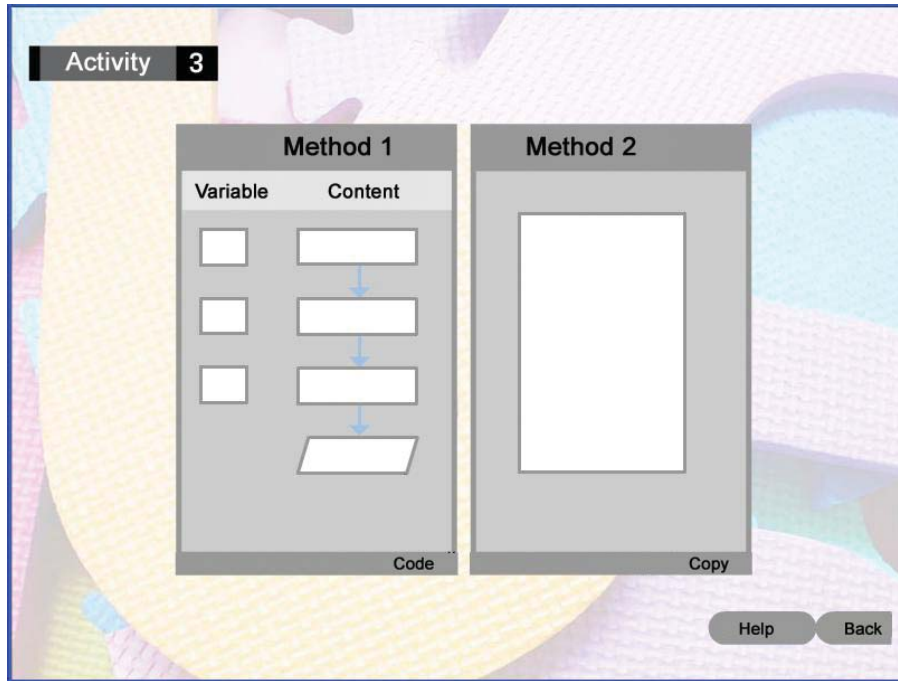 Activity 3
Method 1
Variable Content
Code
Method 2
Copy
Help Back